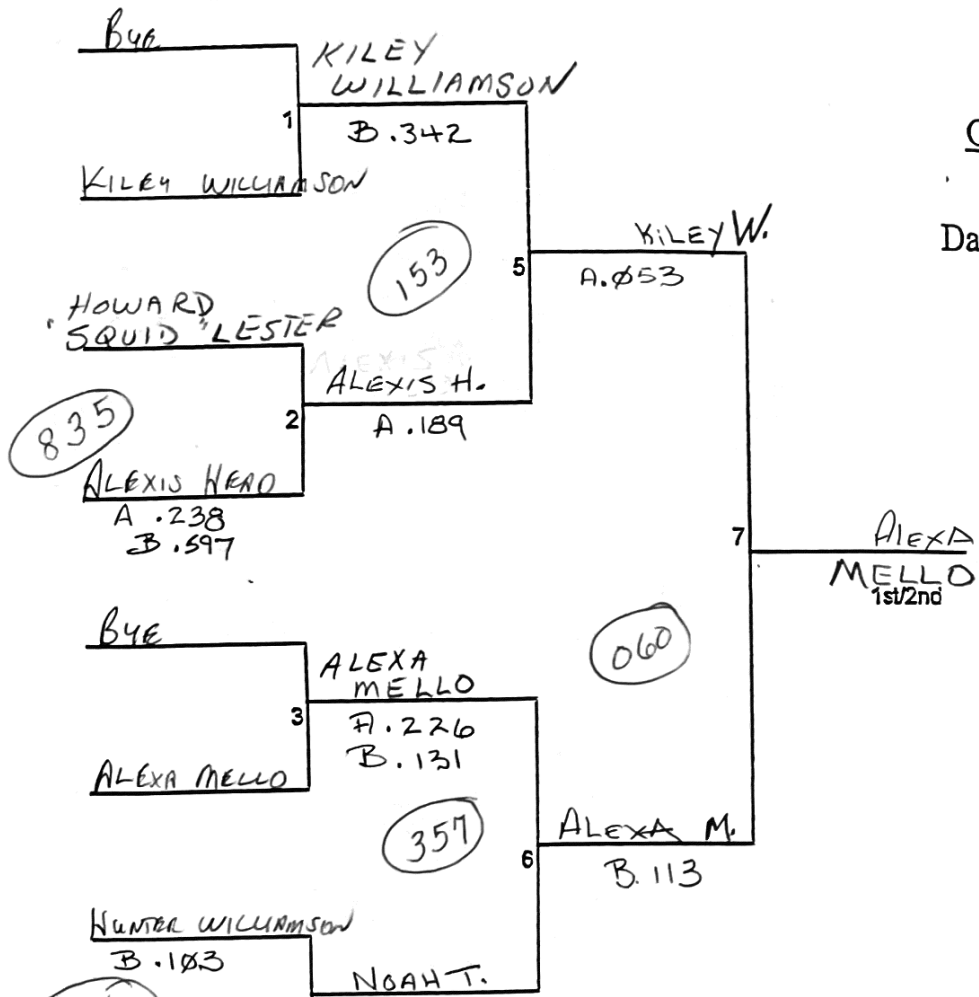 Bye
KILEY
WILLIAMSON
1
B .342
KILEY WILLIAMSON
153
5
KILEY W.
A.Ø53
Da
HOWARD
"SQUID" LESTER
835
2
ALEXIS H.
A .189
ALEXIS HEAD
A .238
B .597
7
ALEXA
MELLO
1st/2nd
060
Bye
ALEXA
MELLO
3
A .226
B .131
ALEXA MELLO
357
6
ALEXA M.
B. 113
HUNTER WILLIAMSON
B .1Ø3
NOAH T.